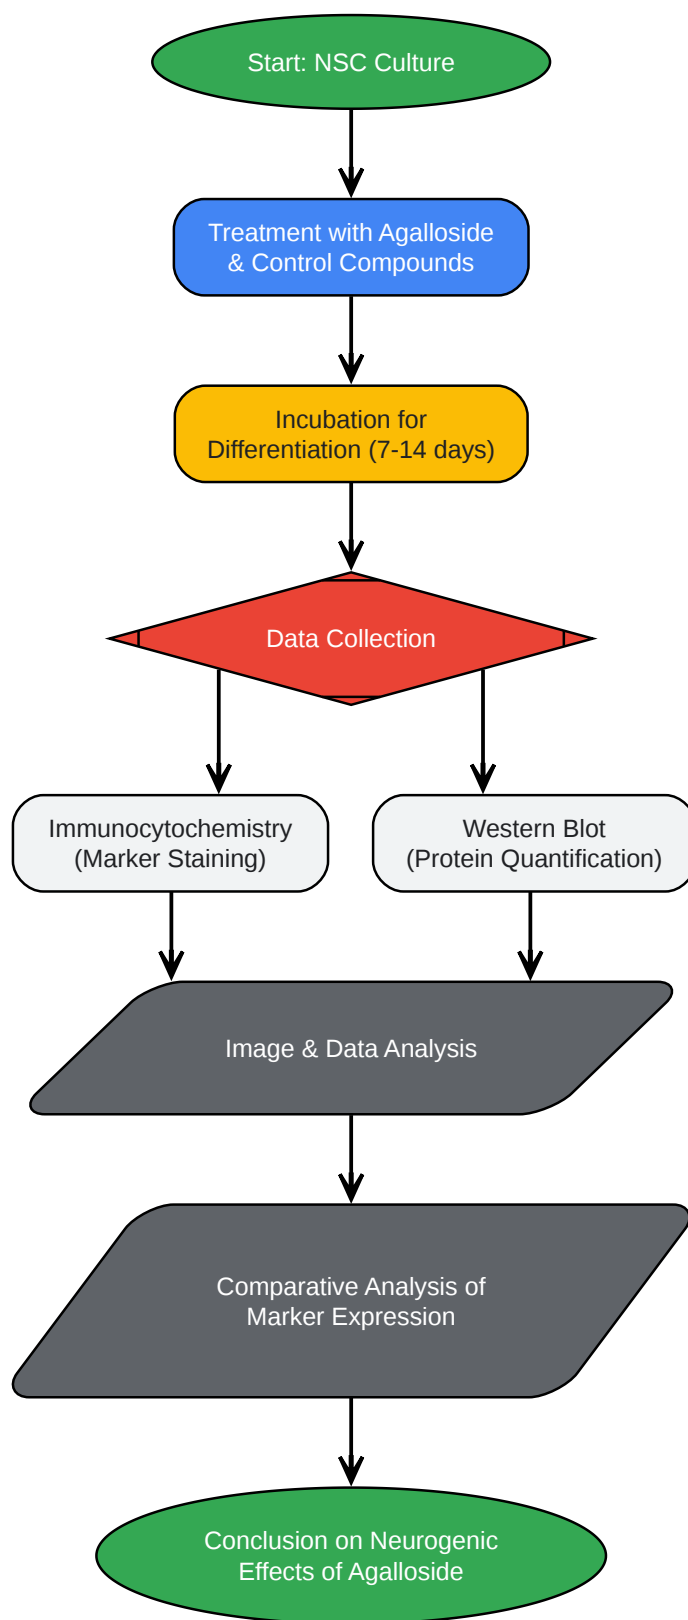 Start: NSC Culture
Treatment with Agalloside
& Control Compounds
Incubation for
Differentiation (7-14 days)
Data Collection
Immunocytochemistry
(Marker Staining)
Western Blot
(Protein Quantification)
Image & Data Analysis
Comparative Analysis of
Marker Expression
Conclusion on Neurogenic
Effects of Agalloside